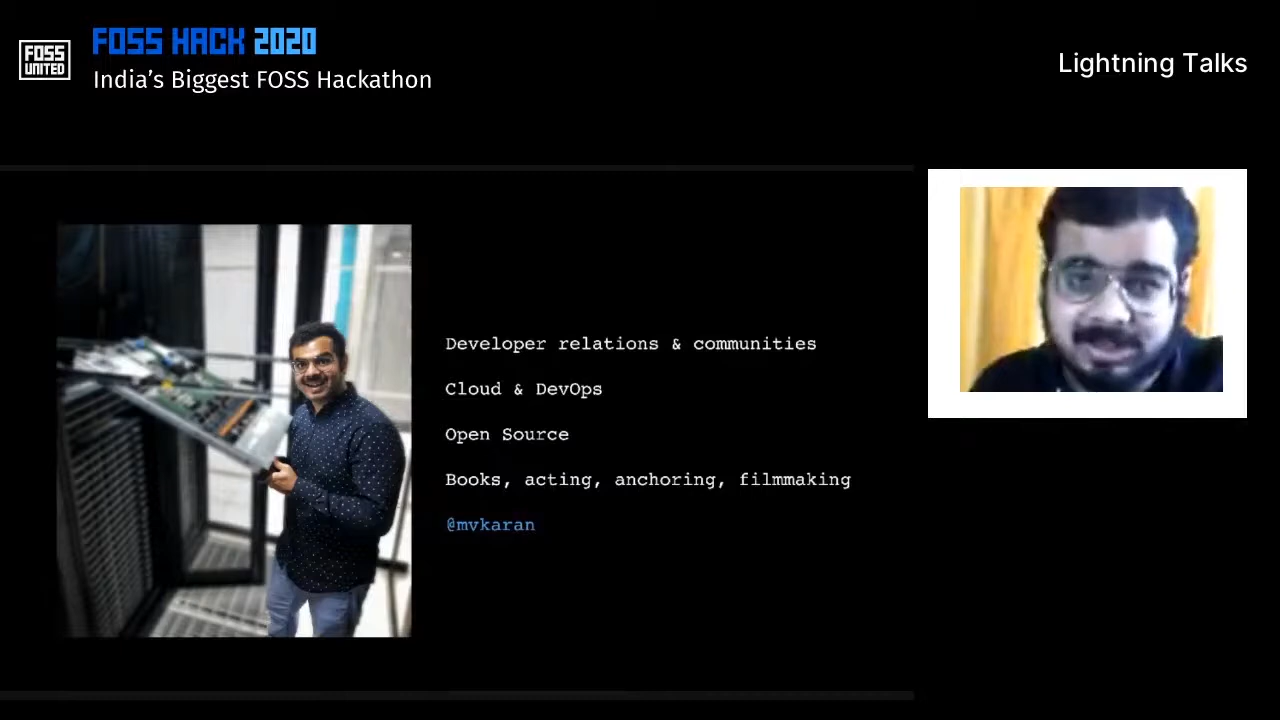 FOSS UNITED
FOSS HACK 2020
India's Biggest FOSS Hackathon
Lightning Talks
Developer relations & communities
Cloud & DevOps
Open Source
Books, acting, anchoring, filmmaking
@mvkaran